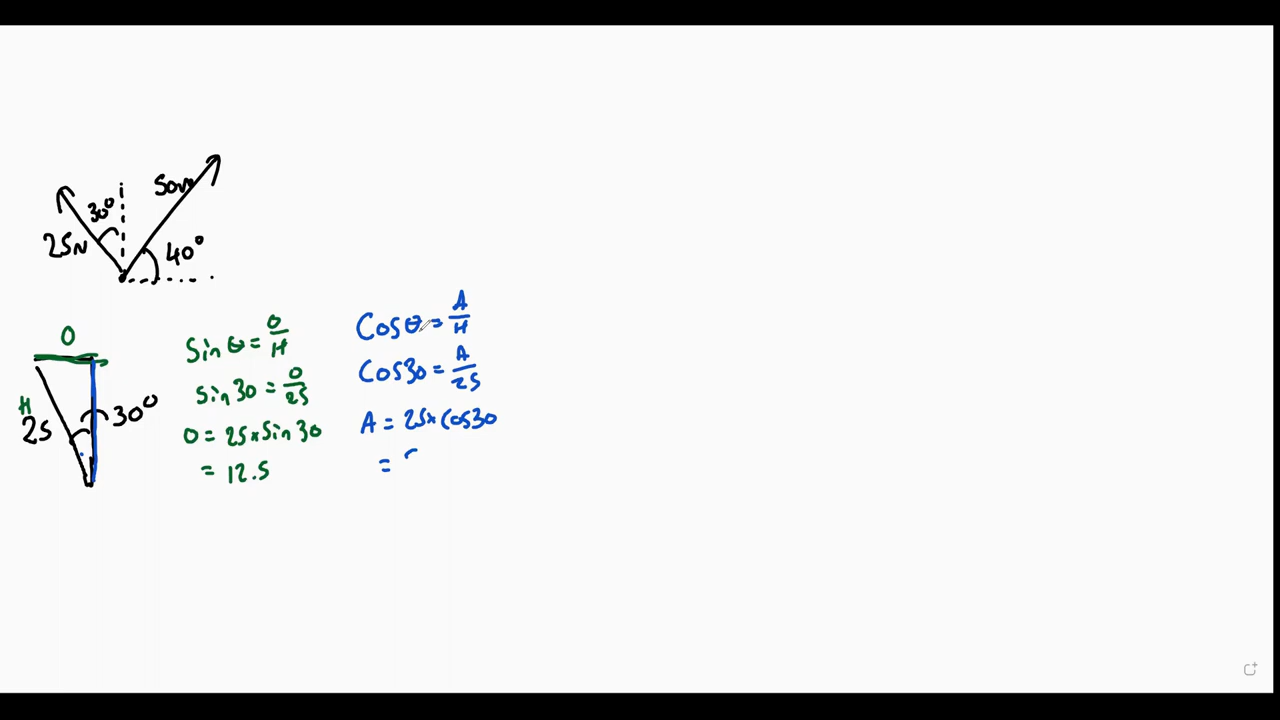 50N
30°
25N
40°
O
H
25
30°
Sin θ = O/H
Sin 30 = O/25
O = 25 × Sin 30
= 12.5
Cos θ = A/H
Cos 30 = A/25
A = 25 × Cos 30
=